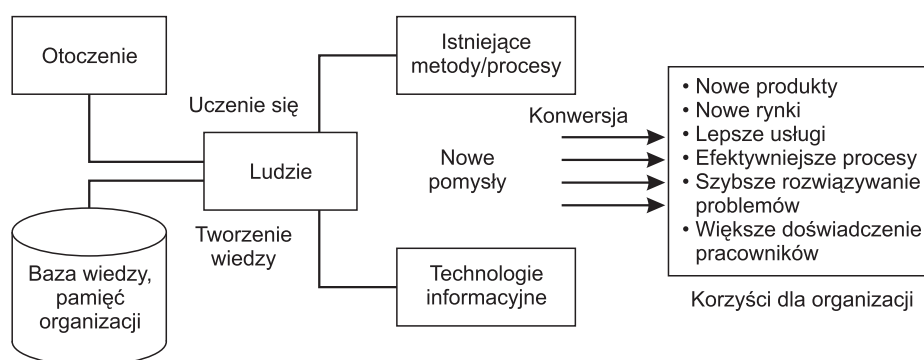 Otoczenie
Uczenie się
Ludzie
Tworzenie
wiedzy
Baza wiedzy,
pamięć
organizacji
Istniejące
metody/procesy
Nowe
pomysły
Technologie
informacyjne
Konwersja
• Nowe produkty
• Nowe rynki
• Lepsze usługi
• Efektywniejsze procesy
• Szybsze rozwiązywanie
problemów
• Większe doświadczenie
pracowników
Korzyści dla organizacji